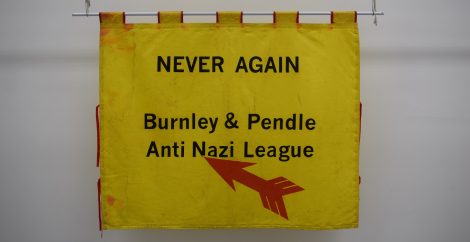 NEVER AGAIN
Burnley & Pendle
Anti Nazi League